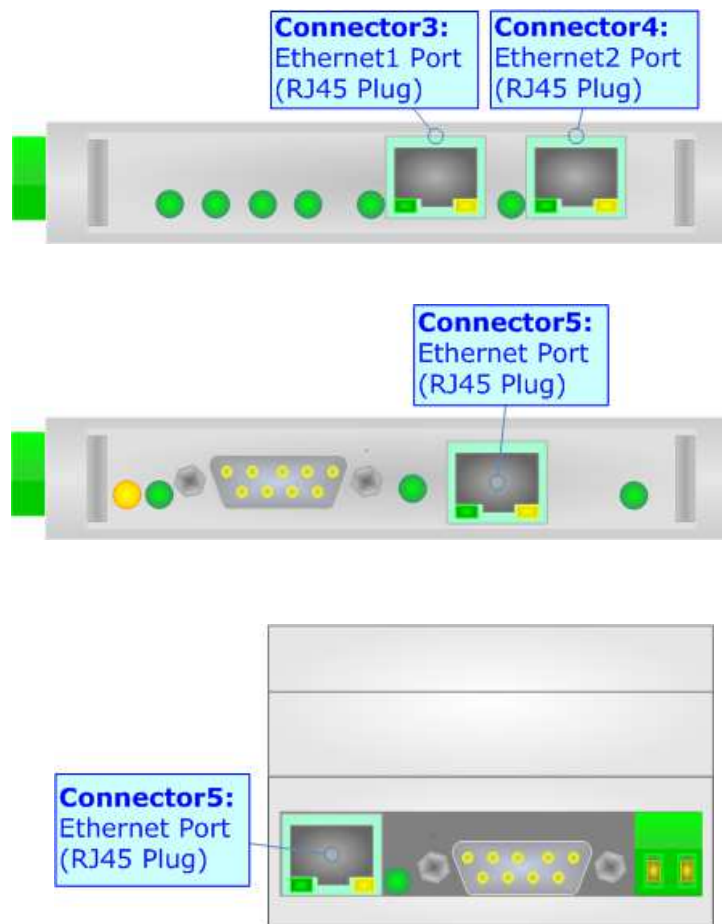 Connector3:
Ethernet1 Port
(RJ45 Plug)
Connector4:
Ethernet2 Port
(RJ45 Plug)
Connector5:
Ethernet Port
(RJ45 Plug)
Connector5:
Ethernet Port
(RJ45 Plug)